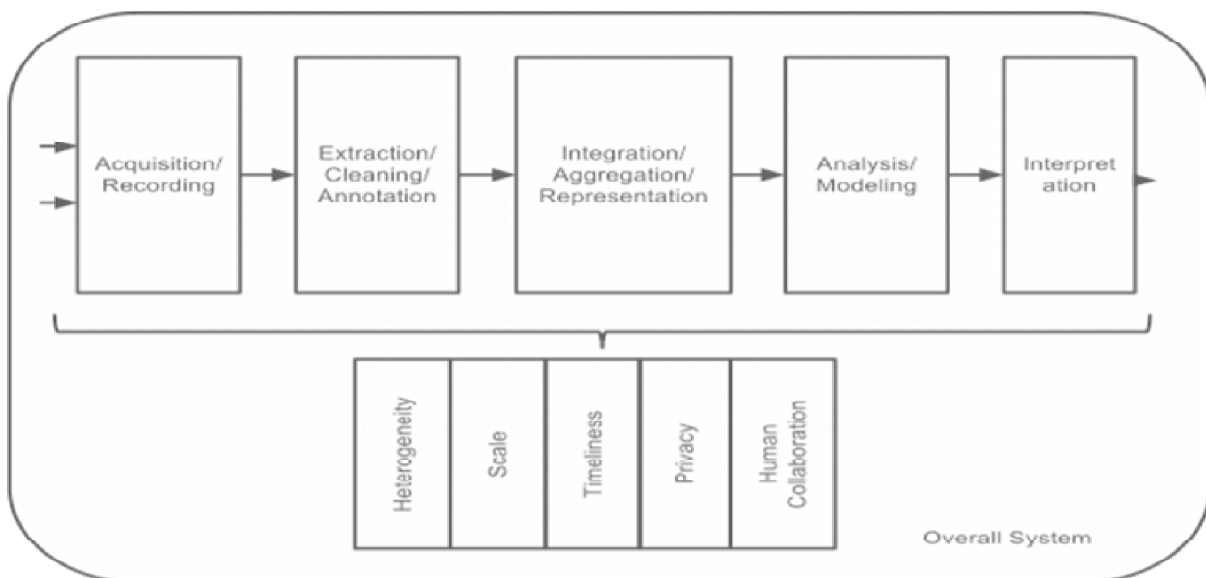 Acquisition/
Recording
Extraction/
Cleaning/
Annotation
Integration/
Aggregation/
Representation
Analysis/
Modeling
Interpret
ation
Heterogeneity
Scale
Timeliness
Privacy
Human
Collaboration
Overall System